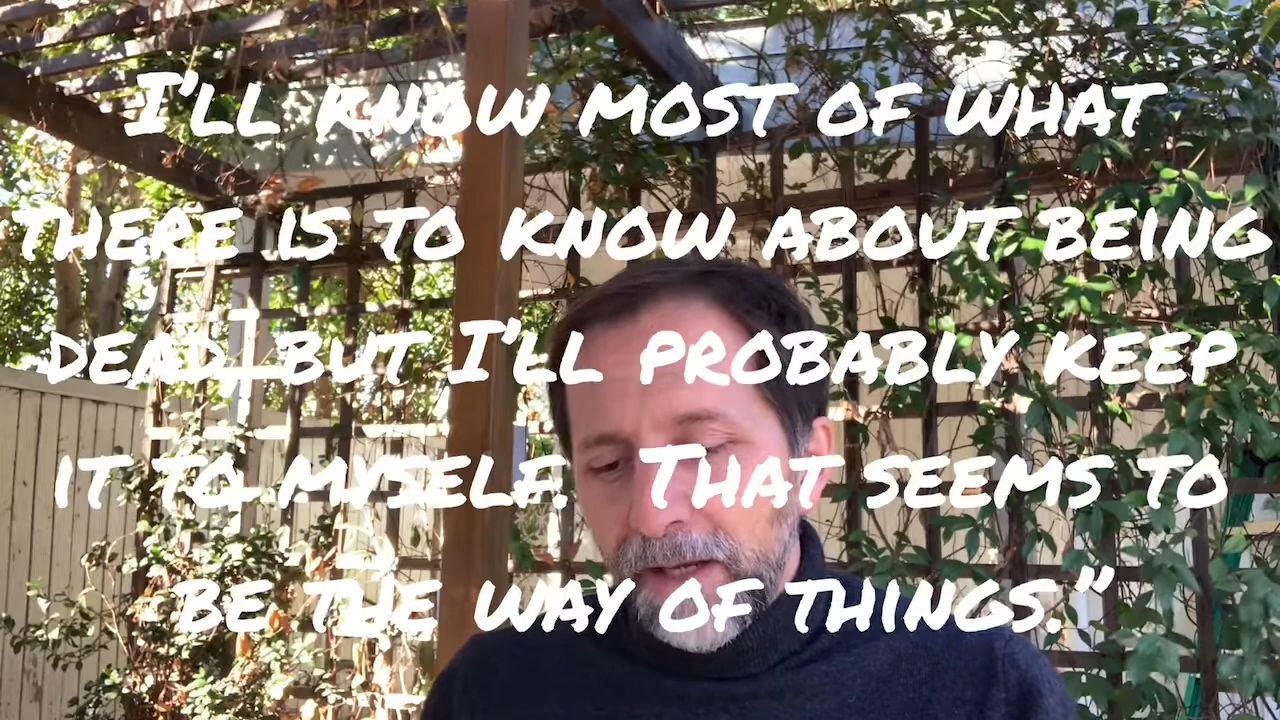 I'll know most of what
there is to know about being
dead, but I'll probably keep
it to myself. That seems to
be the way of things."